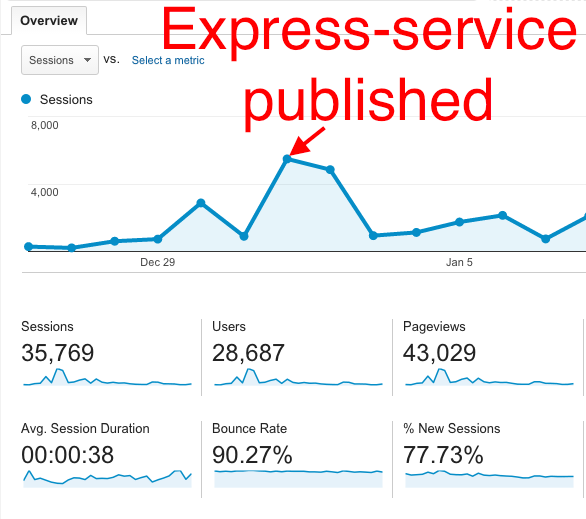 Overview
Express-service
published
Sessions
vs.
Select a metric
Sessions
8,000
4,000
Dec 29
Jan 5
Sessions
Users
Pageviews
35,769
28,687
43,029
Avg. Session Duration
Bounce Rate
% New Sessions
00:00:38
90.27%
77.73%